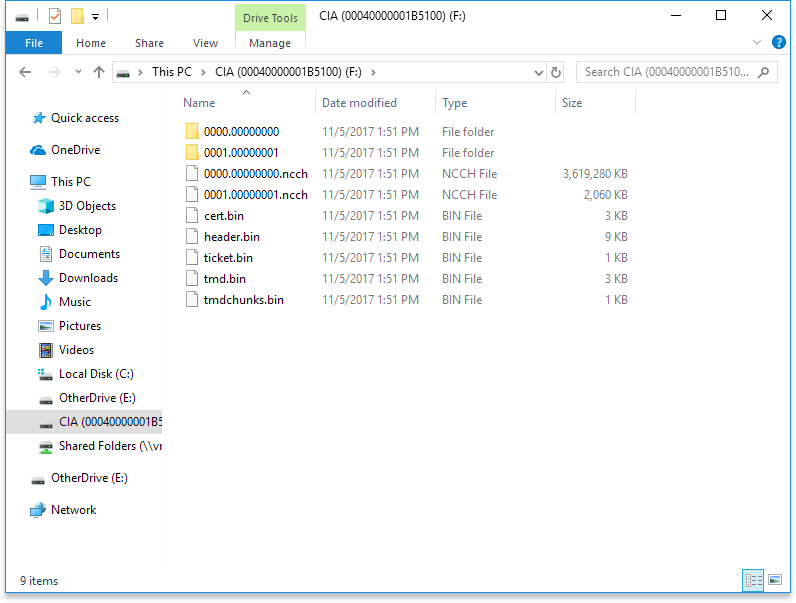 Drive Tools
CIA (00040000001B5100) (F:)
File
Home
Share
View
Manage
This PC
CIA (00040000001B5100) (F:)
Search CIA (00040000001B510...
Name
Date modified
Type
Size
Quick access
OneDrive
This PC
3D Objects
Desktop
Documents
Downloads
Music
Pictures
Videos
Local Disk (C:)
OtherDrive (E:)
CIA (00040000001B5
Shared Folders (\\vr
OtherDrive (E:)
Network
0000.00000000 11/5/2017 1:51 PM File folder
0001.00000001 11/5/2017 1:51 PM File folder
0000.00000000.ncch 11/5/2017 1:51 PM NCCH File 3,619,280 KB
0001.00000001.ncch 11/5/2017 1:51 PM NCCH File 2,060 KB
cert.bin 11/5/2017 1:51 PM BIN File 3 KB
header.bin 11/5/2017 1:51 PM BIN File 9 KB
ticket.bin 11/5/2017 1:51 PM BIN File 1 KB
tmd.bin 11/5/2017 1:51 PM BIN File 3 KB
tmdchunks.bin 11/5/2017 1:51 PM BIN File 1 KB
9 items